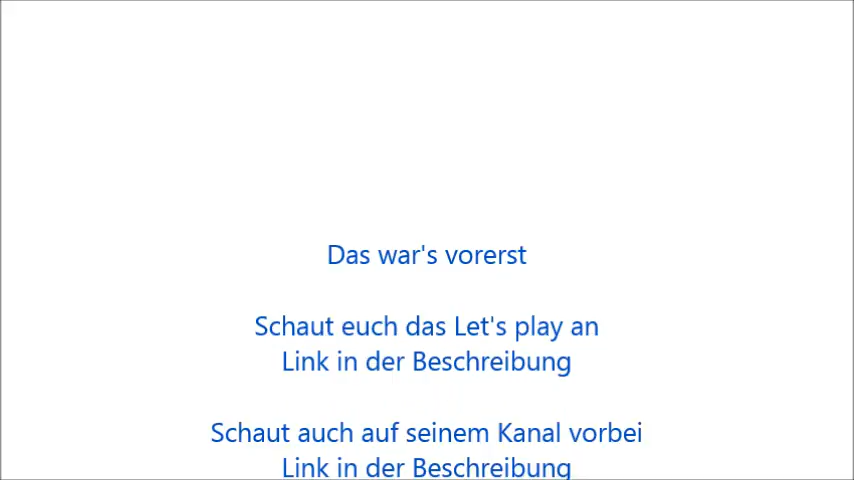 Das war's vorerst
Schaut euch das Let's play an
Link in der Beschreibung
Schaut auch auf seinem Kanal vorbei
Link in der Beschreibung